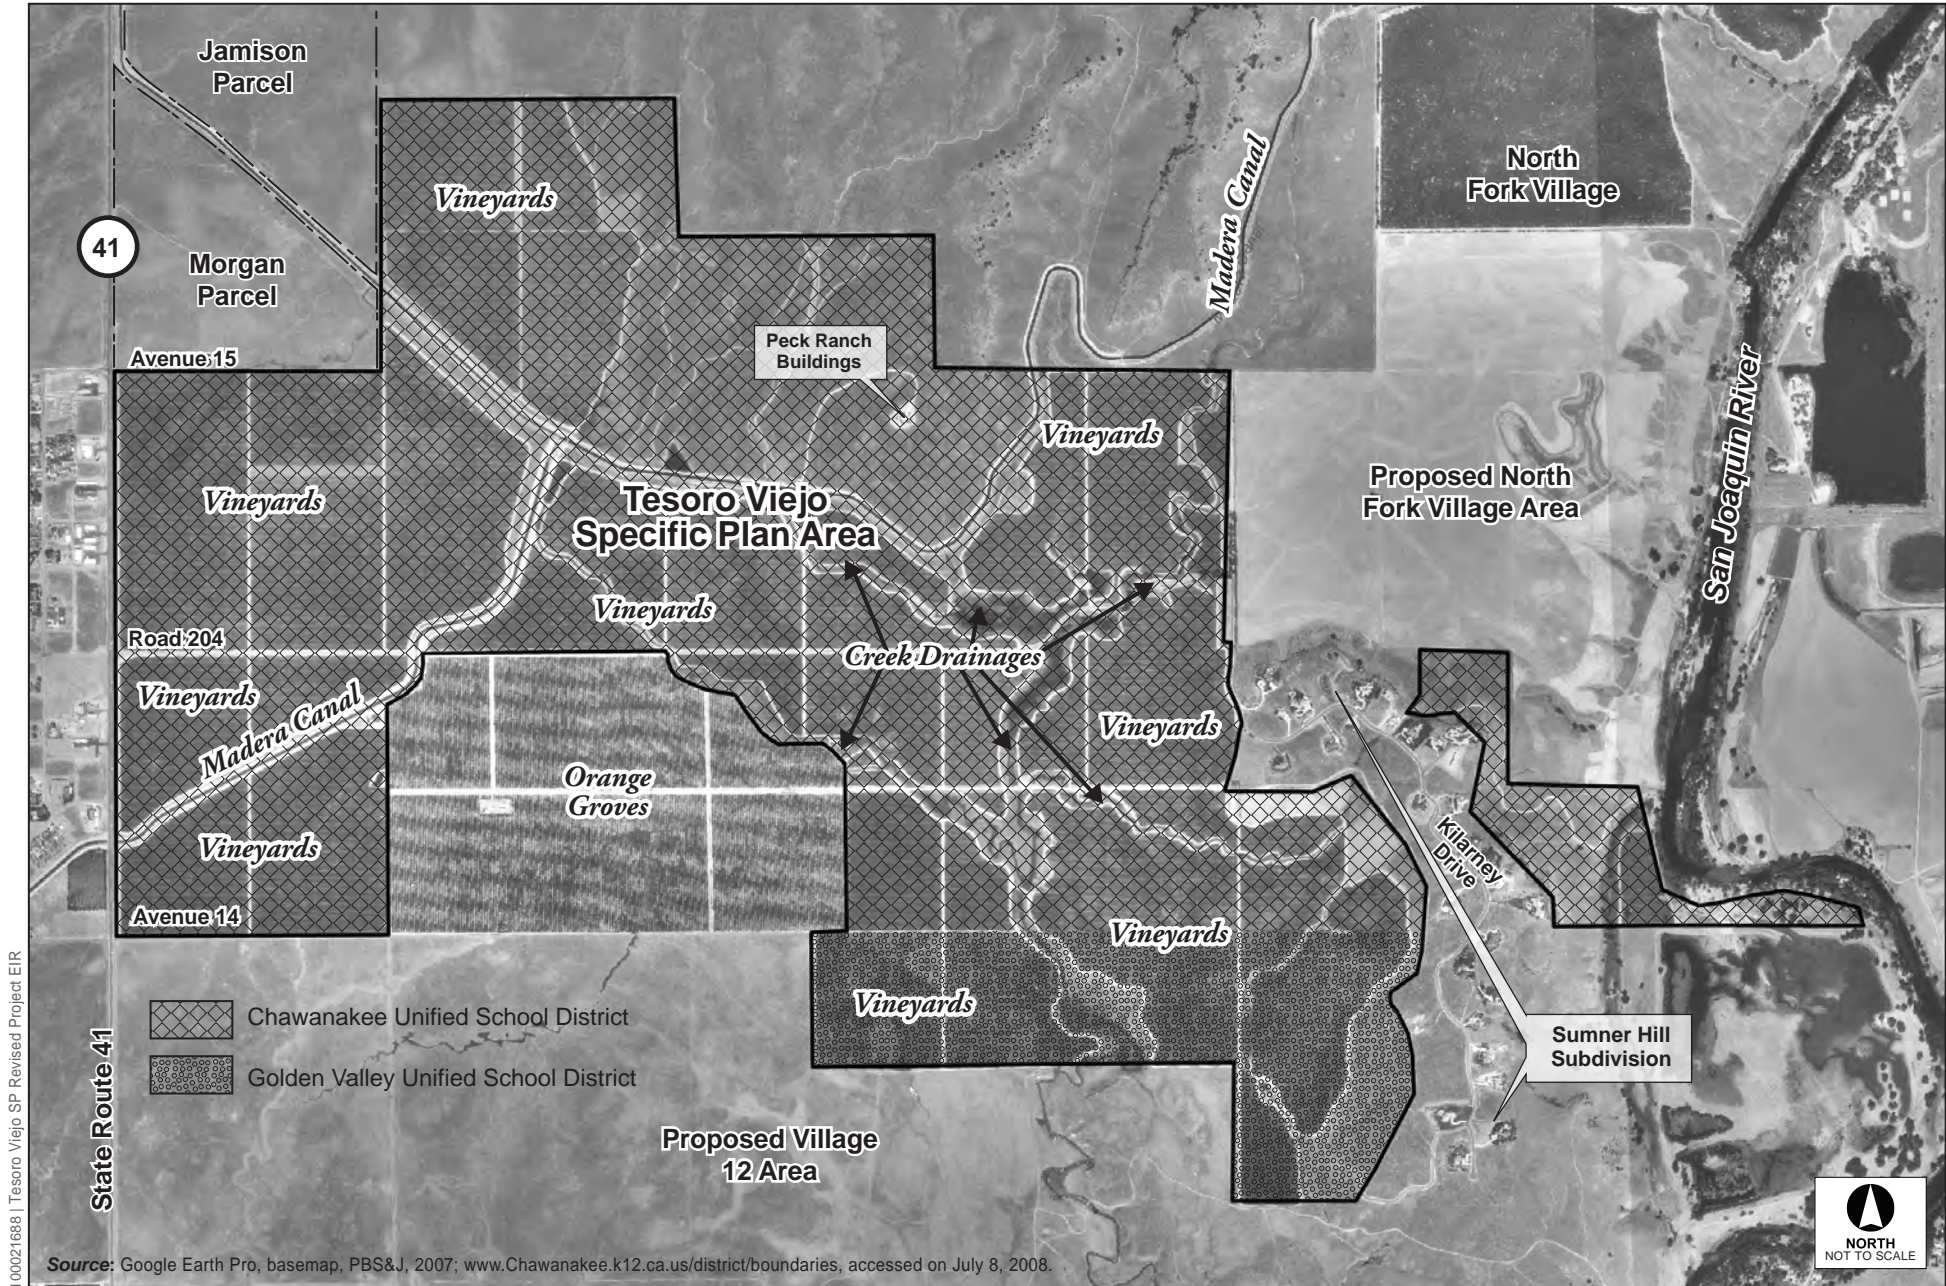 Jamison
Parcel
41
Morgan
Parcel
Avenue 15
Vineyards
Madera Canal
North
Fork Village
Peck Ranch
Buildings
Vineyards
Vineyards
Tesoro Viejo
Specific Plan Area
Proposed North
Fork Village Area
San Joaquin River
Vineyards
Road 204
Creek Drainages
Vineyards
Madera Canal
Vineyards
Orange
Groves
Vineyards
Kilarney
Drive
Avenue 14
Vineyards
Vineyards
Chawanakee Unified School District
Golden Valley Unified School District
State Route 41
Sumner Hill
Subdivision
Proposed Village
12 Area
NORTH
NOT TO SCALE
Source: Google Earth Pro, basemap, PBS&J, 2007; www.Chawanakee.k12.ca.us/district/boundaries, accessed on July 8, 2008.
100021688 | Tesoro Viejo SP Revised Project EIR